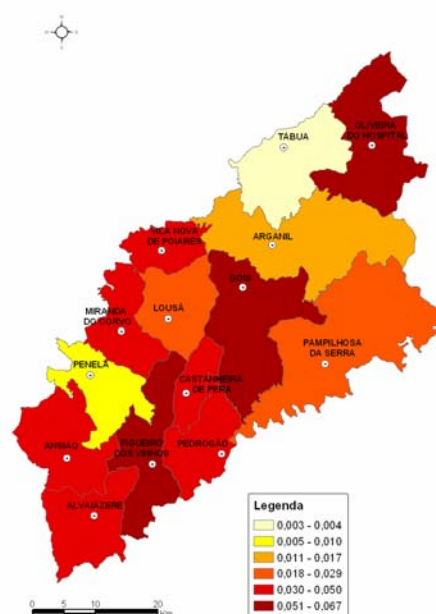 TÁBUA
OLIVEIRA
DO HOSPITAL
VILA NOVA
DE POIARES
ARGANIL
GOIS
LOUSÃ
MIRANDA
DO CORVO
PAMPILHOSA
DA SERRA
PENELA
CASTANHEIRA
DE PERA
ANSIÃO
FIGUEIRO
DOS VINHOS
PEDROGÃO
ALVAIAZERE
Legenda
0,003 - 0,004
0,005 - 0,010
0,011 - 0,017
0,018 - 0,029
0,030 - 0,050
0,051 - 0,067
0 10 20